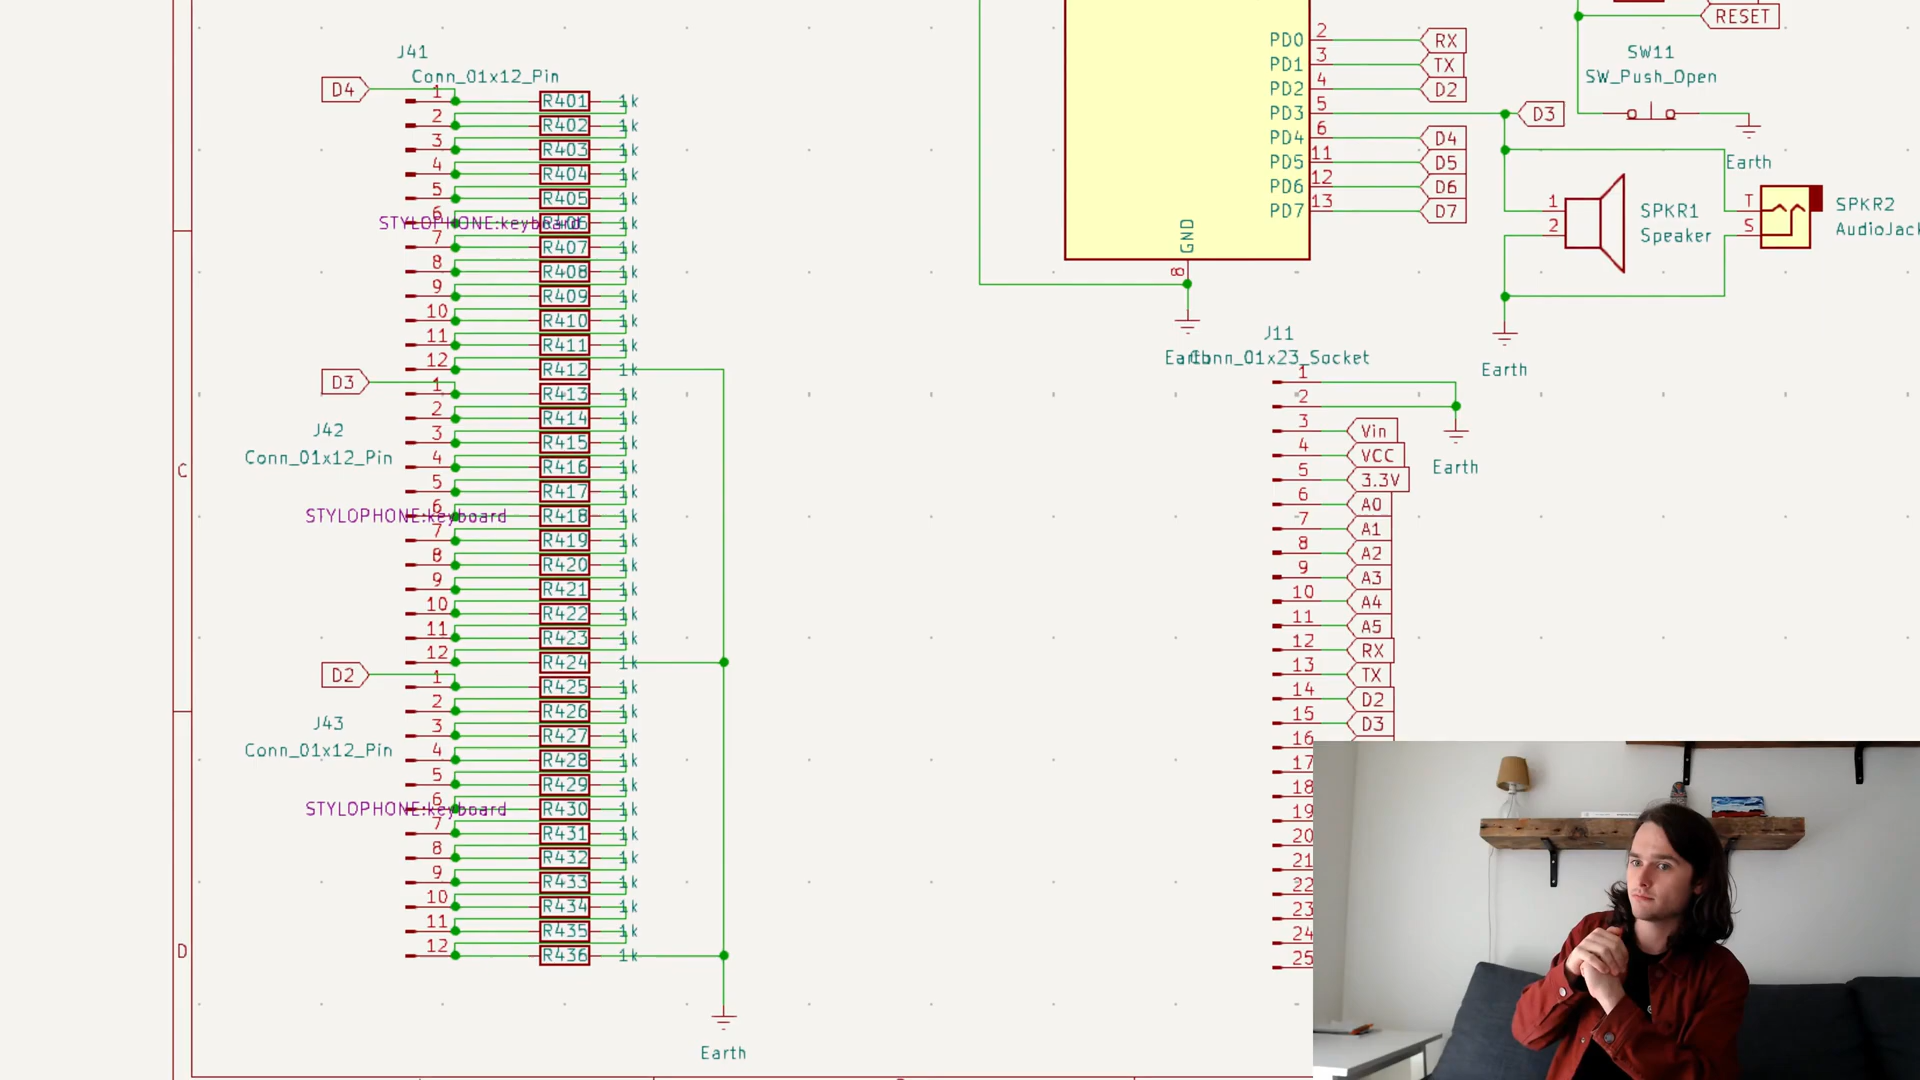 J41
Conn_01x12_Pin
D4
1 R401 1k
2 R402 1k
3 R403 1k
4 R404 1k
5 R405 1k
6 R406 1k
STYLOPHONE:keyboard
7 R407 1k
8 R408 1k
9 R409 1k
10 R410 1k
11 R411 1k
12 R412 1k
D3
J42
Conn_01x12_Pin
1 R413 1k
2 R414 1k
3 R415 1k
4 R416 1k
5 R417 1k
6 R418 1k
STYLOPHONE:keyboard
7 R419 1k
8 R420 1k
9 R421 1k
10 R422 1k
11 R423 1k
12 R424 1k
D2
J43
Conn_01x12_Pin
1 R425 1k
2 R426 1k
3 R427 1k
4 R428 1k
5 R429 1k
6 R430 1k
STYLOPHONE:keyboard
7 R431 1k
8 R432 1k
9 R433 1k
10 R434 1k
11 R435 1k
12 R436 1k
Earth
C
D
PD0 2 RX
PD1 3 TX
PD2 4 D2
PD3 5 D3
PD4 6 D4
PD5 11 D5
PD6 12 D6
PD7 13 D7
GND
8
Earth
RESET
SW11
SW_Push_Open
Earth
1
2
SPKR1
Speaker
T
S
SPKR2
AudioJack
Earth
J11
Conn_01x23_Socket
1
2
3 Vin
4 VCC
5 3.3V
6 A0
7 A1
8 A2
9 A3
10 A4
11 A5
12 RX
13 TX
14 D2
15 D3
16
17
18
19
20
21
22
23
24
25
Earth